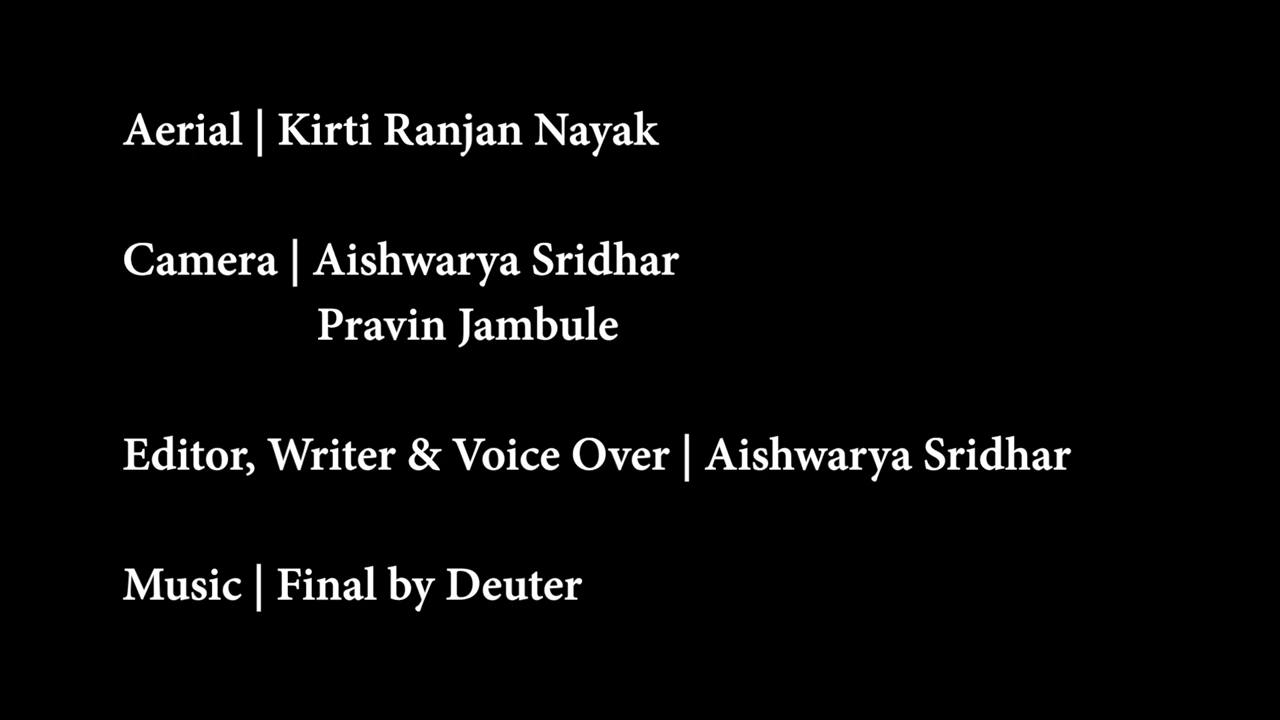 Aerial | Kirti Ranjan Nayak
Camera | Aishwarya Sridhar
Pravin Jambule
Editor, Writer & Voice Over | Aishwarya Sridhar
Music | Final by Deuter